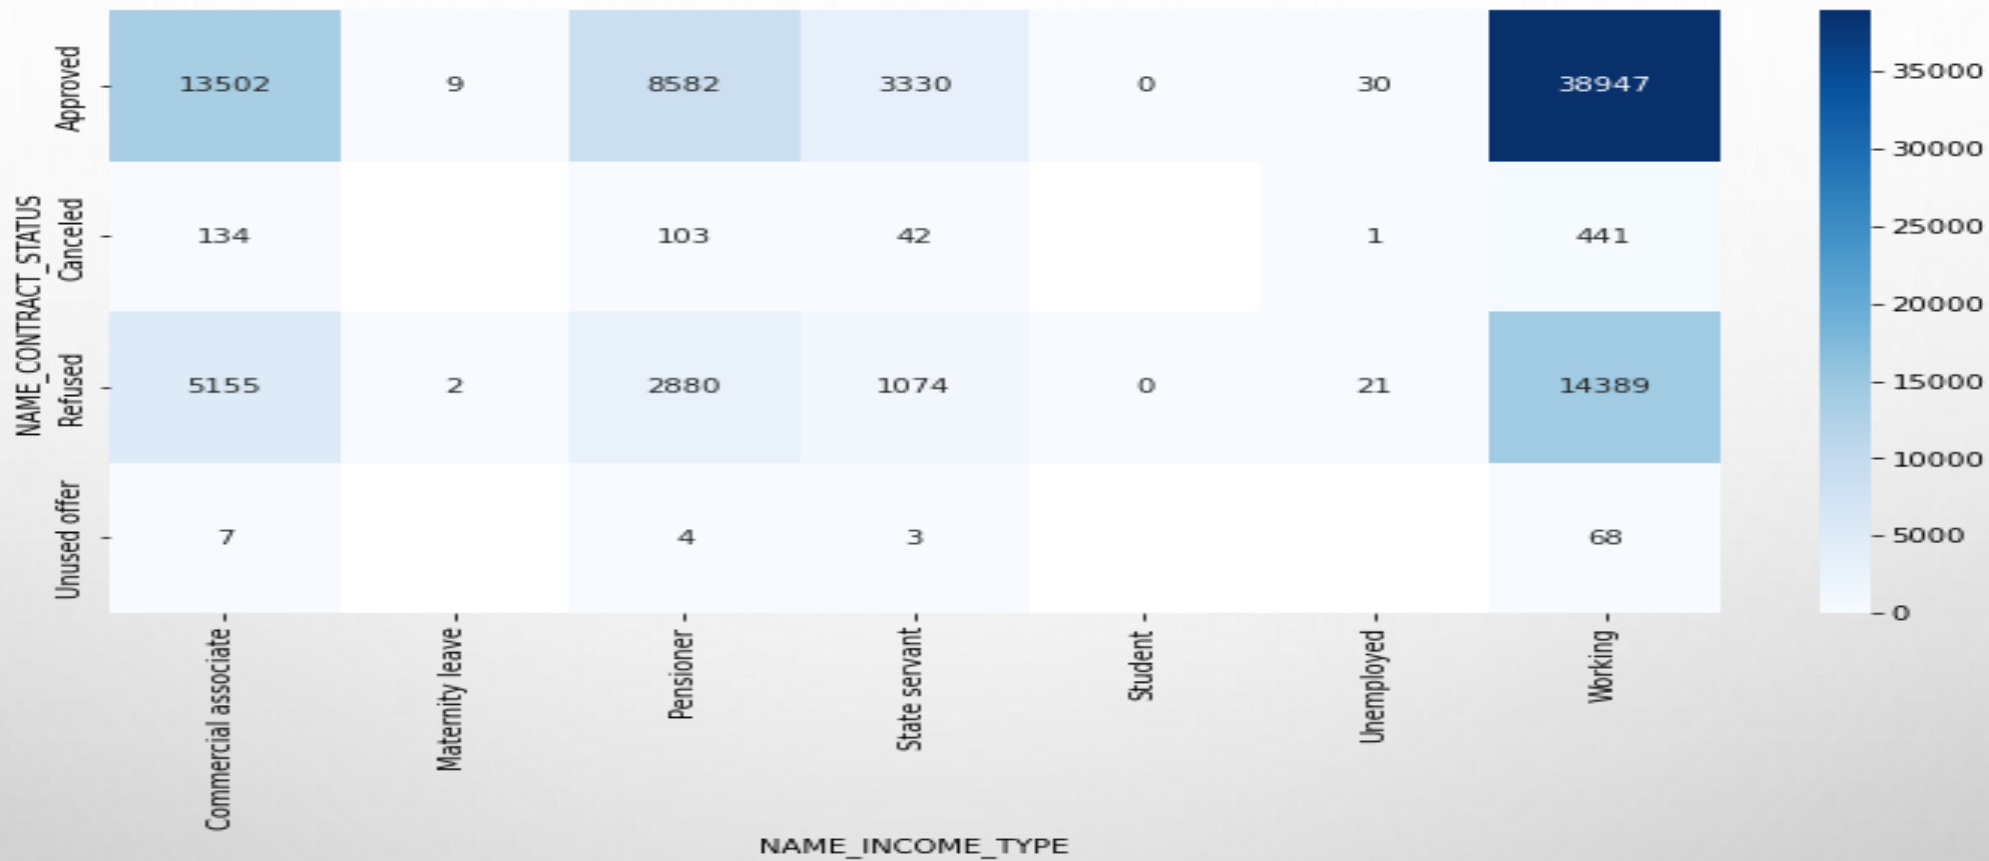 NAME_CONTRACT_STATUS
Approved
13502 9 8582 3330 0 30 38947
Canceled
134 103 42 1 441
Refused
5155 2 2880 1074 0 21 14389
Unused offer
7 4 3 68
Commercial associate
Maternity leave
Pensioner
State servant
Student
Unemployed
Working
NAME_INCOME_TYPE
35000
30000
25000
20000
15000
10000
5000
0